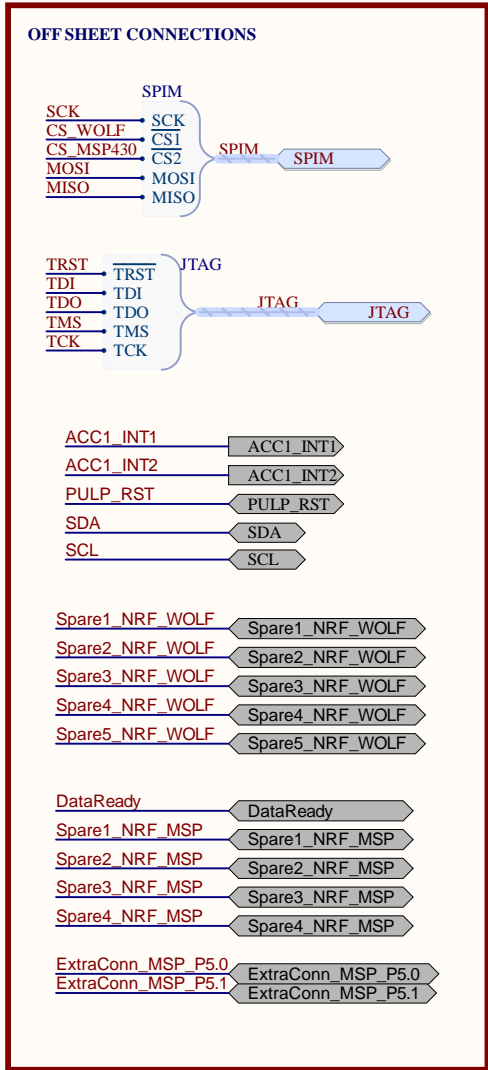 OFF SHEET CONNECTIONS
SPIM
SCK SCK
CS_WOLF CS1
CS_MSP430 CS2 SPIM SPIM
MOSI MOSI
MISO MISO
TRST TRST JTAG
TDI TDI
TDO TDO JTAG JTAG
TMS TMS
TCK TCK
ACC1_INT1 ACC1_INT1
ACC1_INT2 ACC1_INT2
PULP_RST PULP_RST
SDA SDA
SCL SCL
Spare1_NRF_WOLF Spare1_NRF_WOLF
Spare2_NRF_WOLF Spare2_NRF_WOLF
Spare3_NRF_WOLF Spare3_NRF_WOLF
Spare4_NRF_WOLF Spare4_NRF_WOLF
Spare5_NRF_WOLF Spare5_NRF_WOLF
DataReady DataReady
Spare1_NRF_MSP Spare1_NRF_MSP
Spare2_NRF_MSP Spare2_NRF_MSP
Spare3_NRF_MSP Spare3_NRF_MSP
Spare4_NRF_MSP Spare4_NRF_MSP
ExtraConn_MSP_P5.0 ExtraConn_MSP_P5.0
ExtraConn_MSP_P5.1 ExtraConn_MSP_P5.1